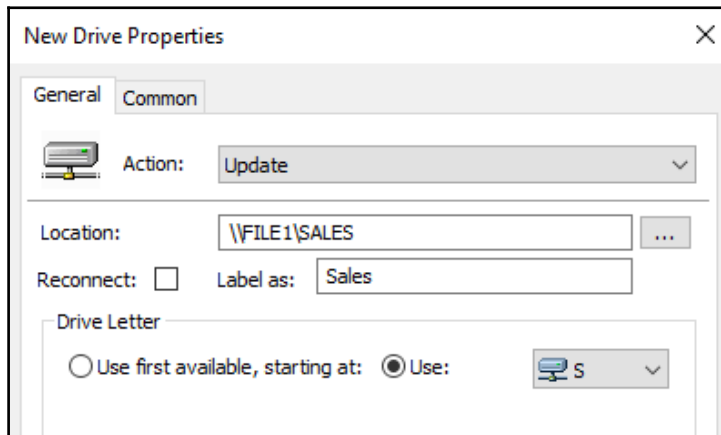 New Drive Properties
General Common
Action: Update
Location: \\FILE1\SALES ...
Reconnect: Label as: Sales
Drive Letter
Use first available, starting at: Use: S